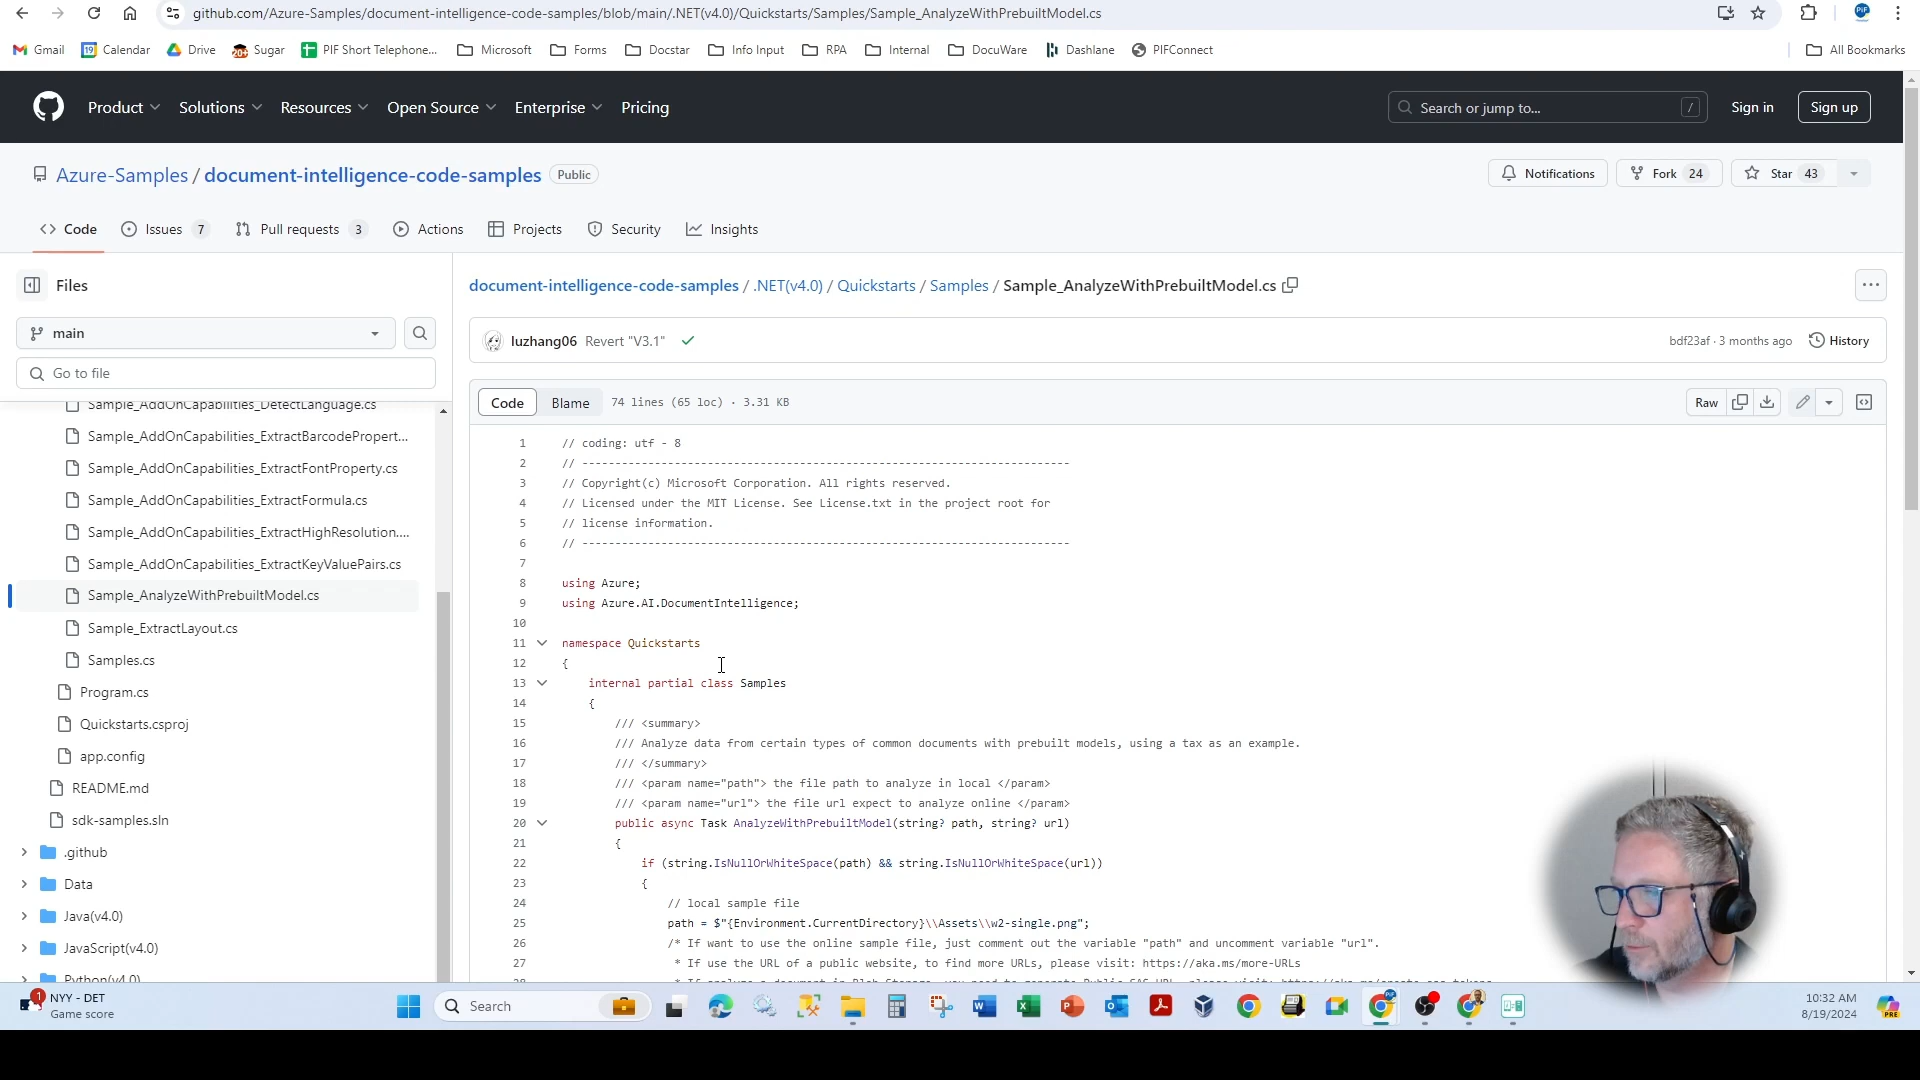 github.com/Azure-Samples/document-intelligence-code-samples/blob/main/.NET(v4.0)/Quickstarts/Samples/Sample_AnalyzeWithPrebuiltModel.cs
Gmail Calendar Drive Sugar PIF Short Telephone... Microsoft Forms Docstar Info Input RPA Internal DocuWare Dashlane PIFConnect All Bookmarks
Product Solutions Resources Open Source Enterprise Pricing Search or jump to... / Sign in Sign up
Azure-Samples / document-intelligence-code-samples Public Notifications Fork 24 Star 43
Code Issues 7 Pull requests 3 Actions Projects Security Insights
Files
main
Go to file
Sample_AddOnCapabilities_DetectLanguage.cs
Sample_AddOnCapabilities_ExtractBarcodePropert...
Sample_AddOnCapabilities_ExtractFontProperty.cs
Sample_AddOnCapabilities_ExtractFormula.cs
Sample_AddOnCapabilities_ExtractHighResolution....
Sample_AddOnCapabilities_ExtractKeyValuePairs.cs
Sample_AnalyzeWithPrebuiltModel.cs
Sample_ExtractLayout.cs
Samples.cs
Program.cs
Quickstarts.csproj
app.config
README.md
sdk-samples.sln
.github
Data
Java(v4.0)
JavaScript(v4.0)
Python(v4.0)
document-intelligence-code-samples / .NET(v4.0) / Quickstarts / Samples / Sample_AnalyzeWithPrebuiltModel.cs
luzhang06 Revert "V3.1" bdf23af · 3 months ago History
Code Blame 74 lines (65 loc) · 3.31 KB Raw
1 // coding: utf - 8
2 // --------------------------------------------------------------------------
3 // Copyright(c) Microsoft Corporation. All rights reserved.
4 // Licensed under the MIT License. See License.txt in the project root for
5 // license information.
6 // --------------------------------------------------------------------------
7
8 using Azure;
9 using Azure.AI.DocumentIntelligence;
10
11 namespace Quickstarts
12 {
13 internal partial class Samples
14 {
15 /// <summary>
16 /// Analyze data from certain types of common documents with prebuilt models, using a tax as an example.
17 /// </summary>
18 /// <param name="path"> the file path to analyze in local </param>
19 /// <param name="url"> the file url expect to analyze online </param>
20 public async Task AnalyzeWithPrebuiltModel(string? path, string? url)
21 {
22 if (string.IsNullOrWhiteSpace(path) && string.IsNullOrWhiteSpace(url))
23 {
24 // local sample file
25 path = $"{Environment.CurrentDirectory}\\Assets\\w2-single.png";
26 /* If want to use the online sample file, just comment out the variable "path" and uncomment variable "url".
27 * If use the URL of a public website, to find more URLs, please visit: https://aka.ms/more-URLs
1 NYY - DET
Game score
Search
10:32 AM
8/19/2024